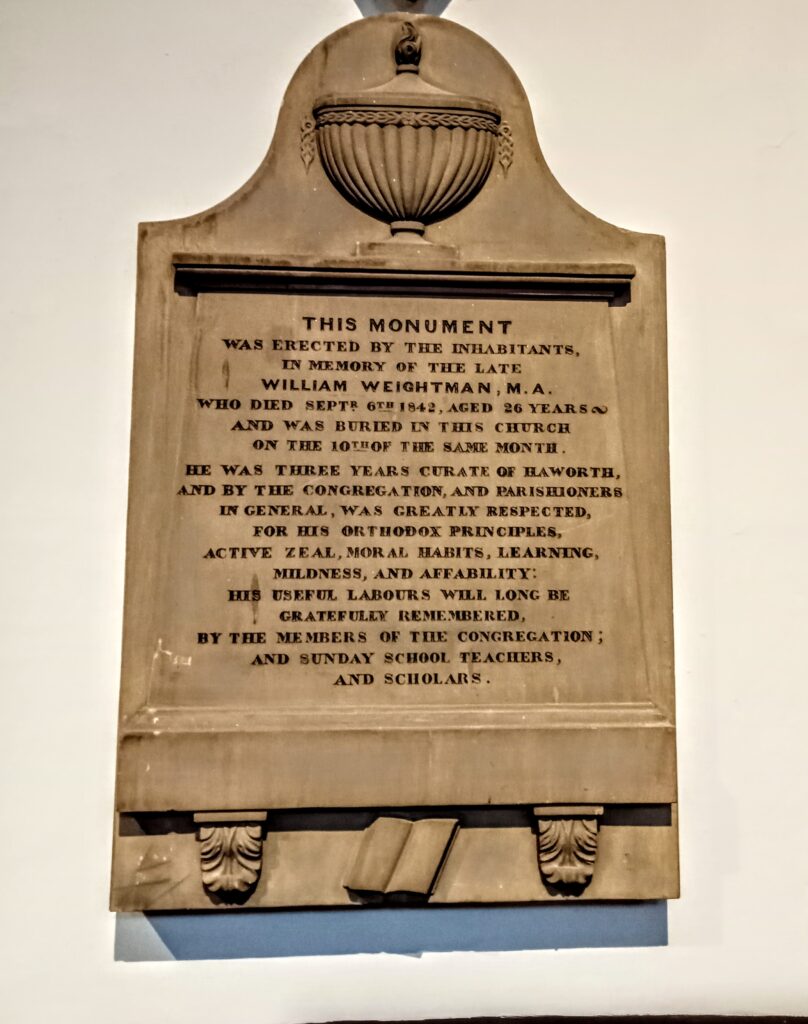 THIS MONUMENT
WAS ERECTED BY THE INHABITANTS,
IN MEMORY OF THE LATE
WILLIAM WEIGHTMAN, M.A.
WHO DIED SEPTR. 6TH 1842, AGED 26 YEARS
AND WAS BURIED IN THIS CHURCH
ON THE 10TH OF THE SAME MONTH.
HE WAS THREE YEARS CURATE OF HAWORTH,
AND BY THE CONGREGATION, AND PARISHIONERS
IN GENERAL, WAS GREATLY RESPECTED,
FOR HIS ORTHODOX PRINCIPLES,
ACTIVE ZEAL, MORAL HABITS, LEARNING,
MILDNESS, AND AFFABILITY:
HIS USEFUL LABOURS WILL LONG BE
GRATEFULLY REMEMBERED,
BY THE MEMBERS OF THE CONGREGATION;
AND SUNDAY SCHOOL TEACHERS,
AND SCHOLARS.